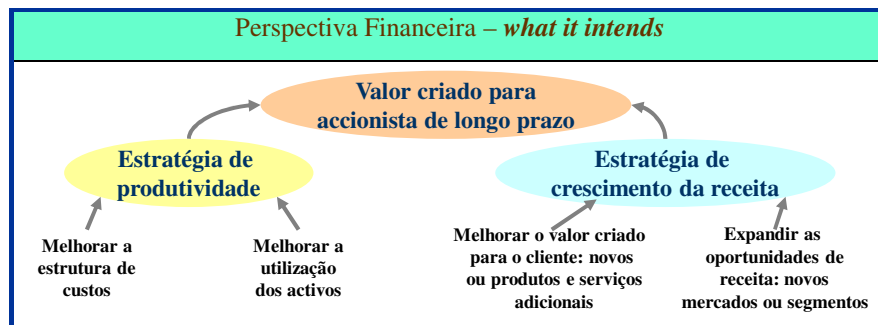 Perspectiva Financeira – what it intends
Valor criado para
accionista de longo prazo
Estratégia de
produtividade
Estratégia de
crescimento da receita
Melhorar a
estrutura de
custos
Melhorar a
utilização
dos activos
Melhorar o valor criado
para o cliente: novos
ou produtos e serviços
adicionais
Expandir as
oportunidades de
receita: novos
mercados ou segmentos